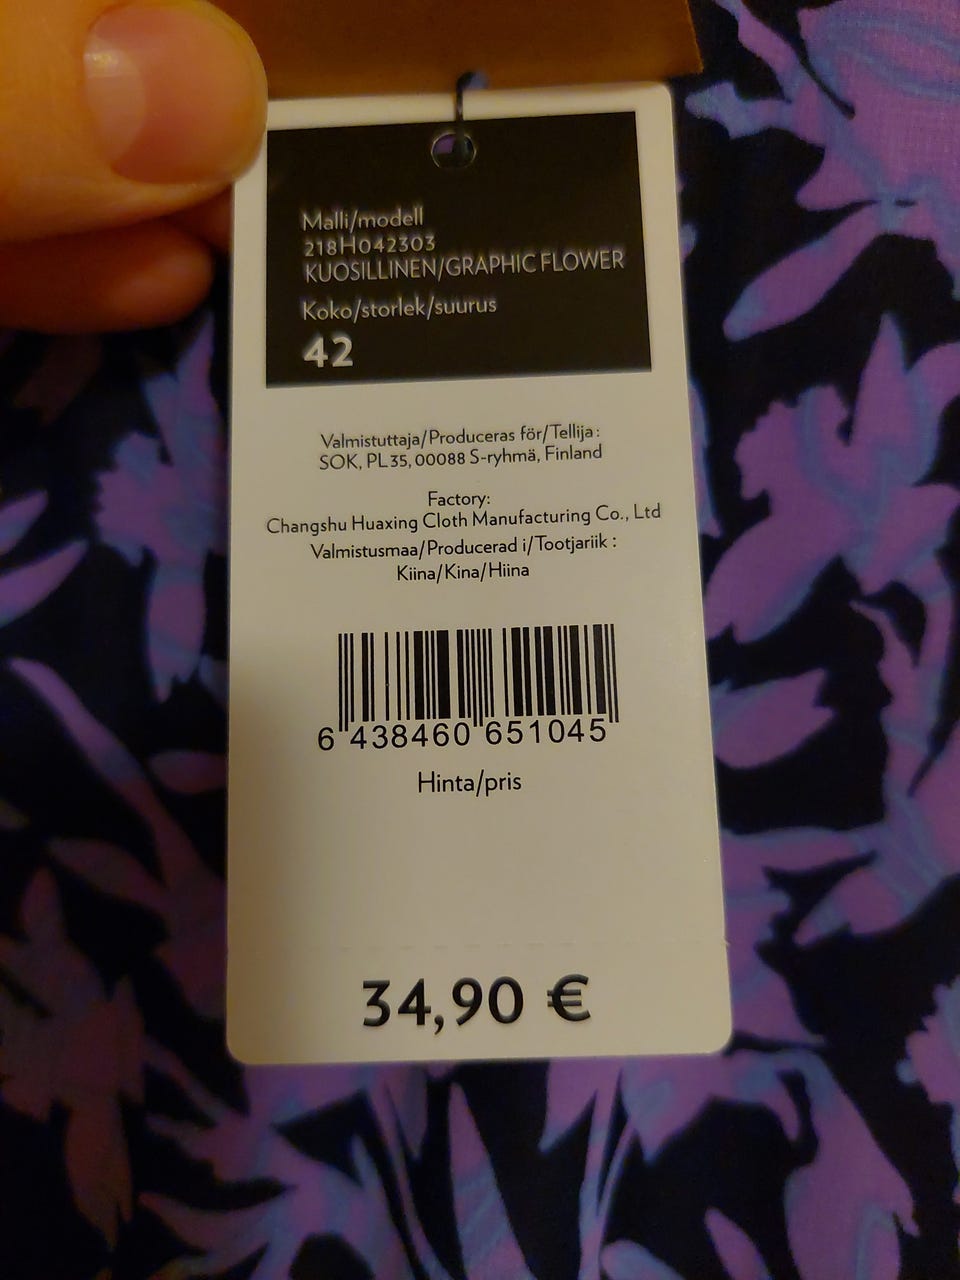 Malli/modell
218H042303
KUOSILLINEN/GRAPHIC FLOWER
Koko/storlek/suurus
42
Valmistuttaja/Produceras för/Tellija:
SOK, PL 35, 00088 S-ryhmä, Finland
Factory:
Changshu Huaxing Cloth Manufacturing Co., Ltd
Valmistusmaa/Producerad i/Tootjariik :
Kiina/Kina/Hiina
6 438460 651045
Hinta/pris
34,90 €